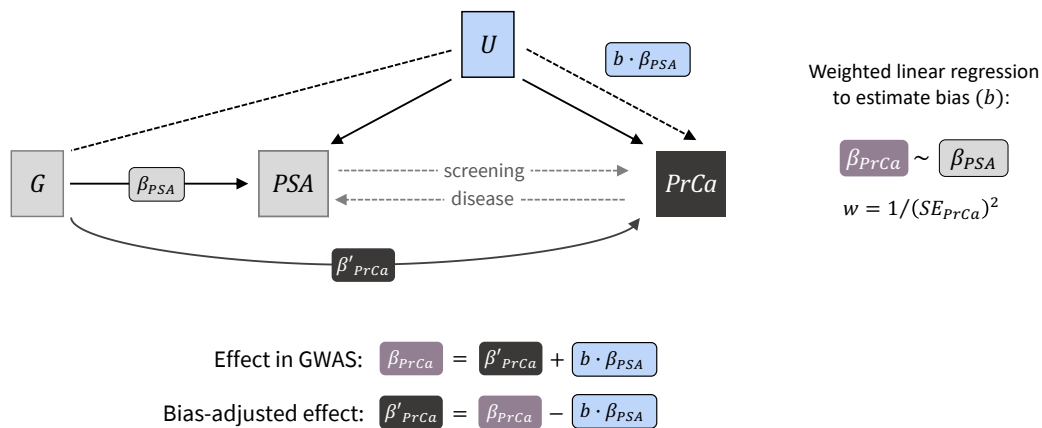 U
b · β_PSA
Weighted linear regression
to estimate bias (b):
G
β_PSA
PSA
screening
disease
PrCa
β_PrCa ~ β_PSA
w = 1/(SE_PrCa)²
β'_PrCa
Effect in GWAS: β_PrCa = β'_PrCa + b · β_PSA
Bias-adjusted effect: β'_PrCa = β_PrCa − b · β_PSA